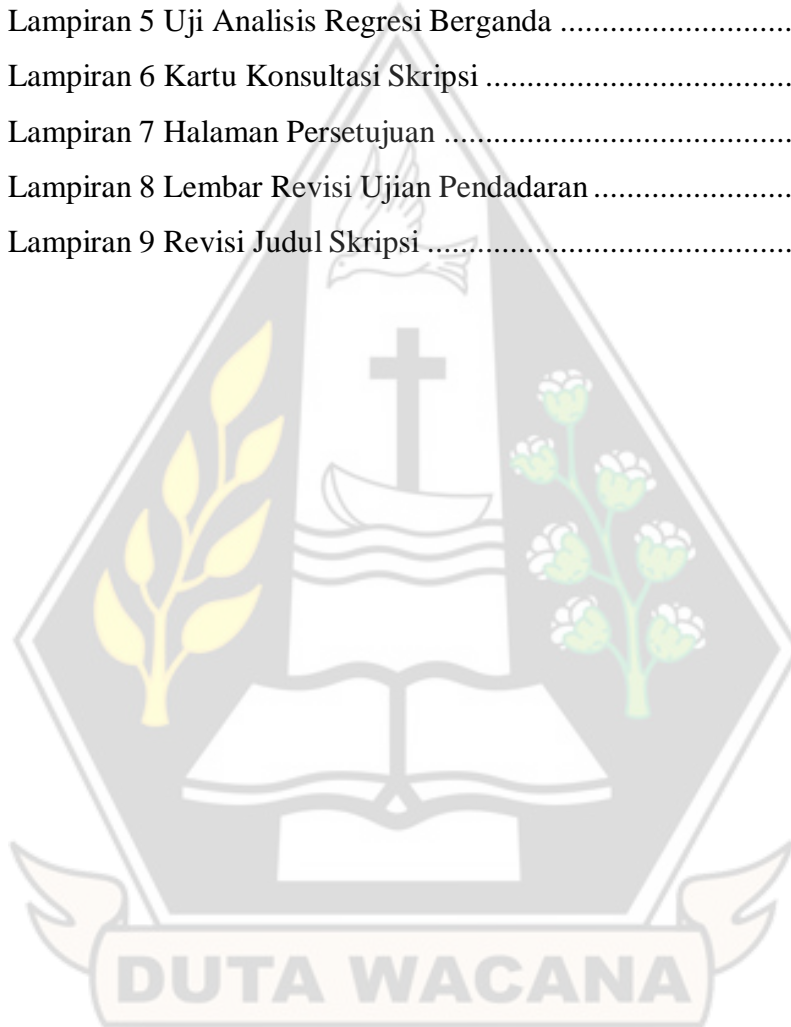 Lampiran 5 Uji Analisis Regresi Berganda .............................
Lampiran 6 Kartu Konsultasi Skripsi ......................................
Lampiran 7 Halaman Persetujuan ...........................................
Lampiran 8 Lembar Revisi Ujian Pendadaran .........................
Lampiran 9 Revisi Judul Skripsi .............................................
DUTA WACANA